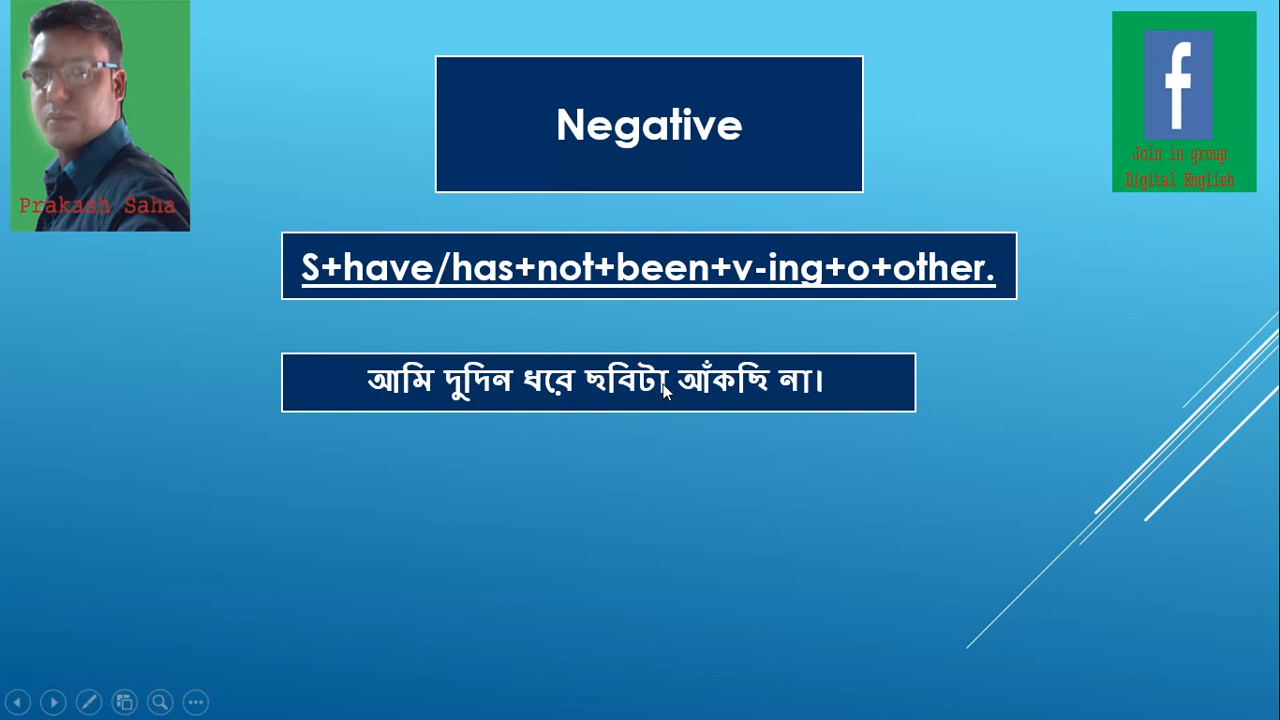 Prakash Saha
Negative
f
Join in group
Digital English
S+have/has+not+been+v-ing+o+other.
আমি দুদিন ধরে ছবিটা আঁকছি না।